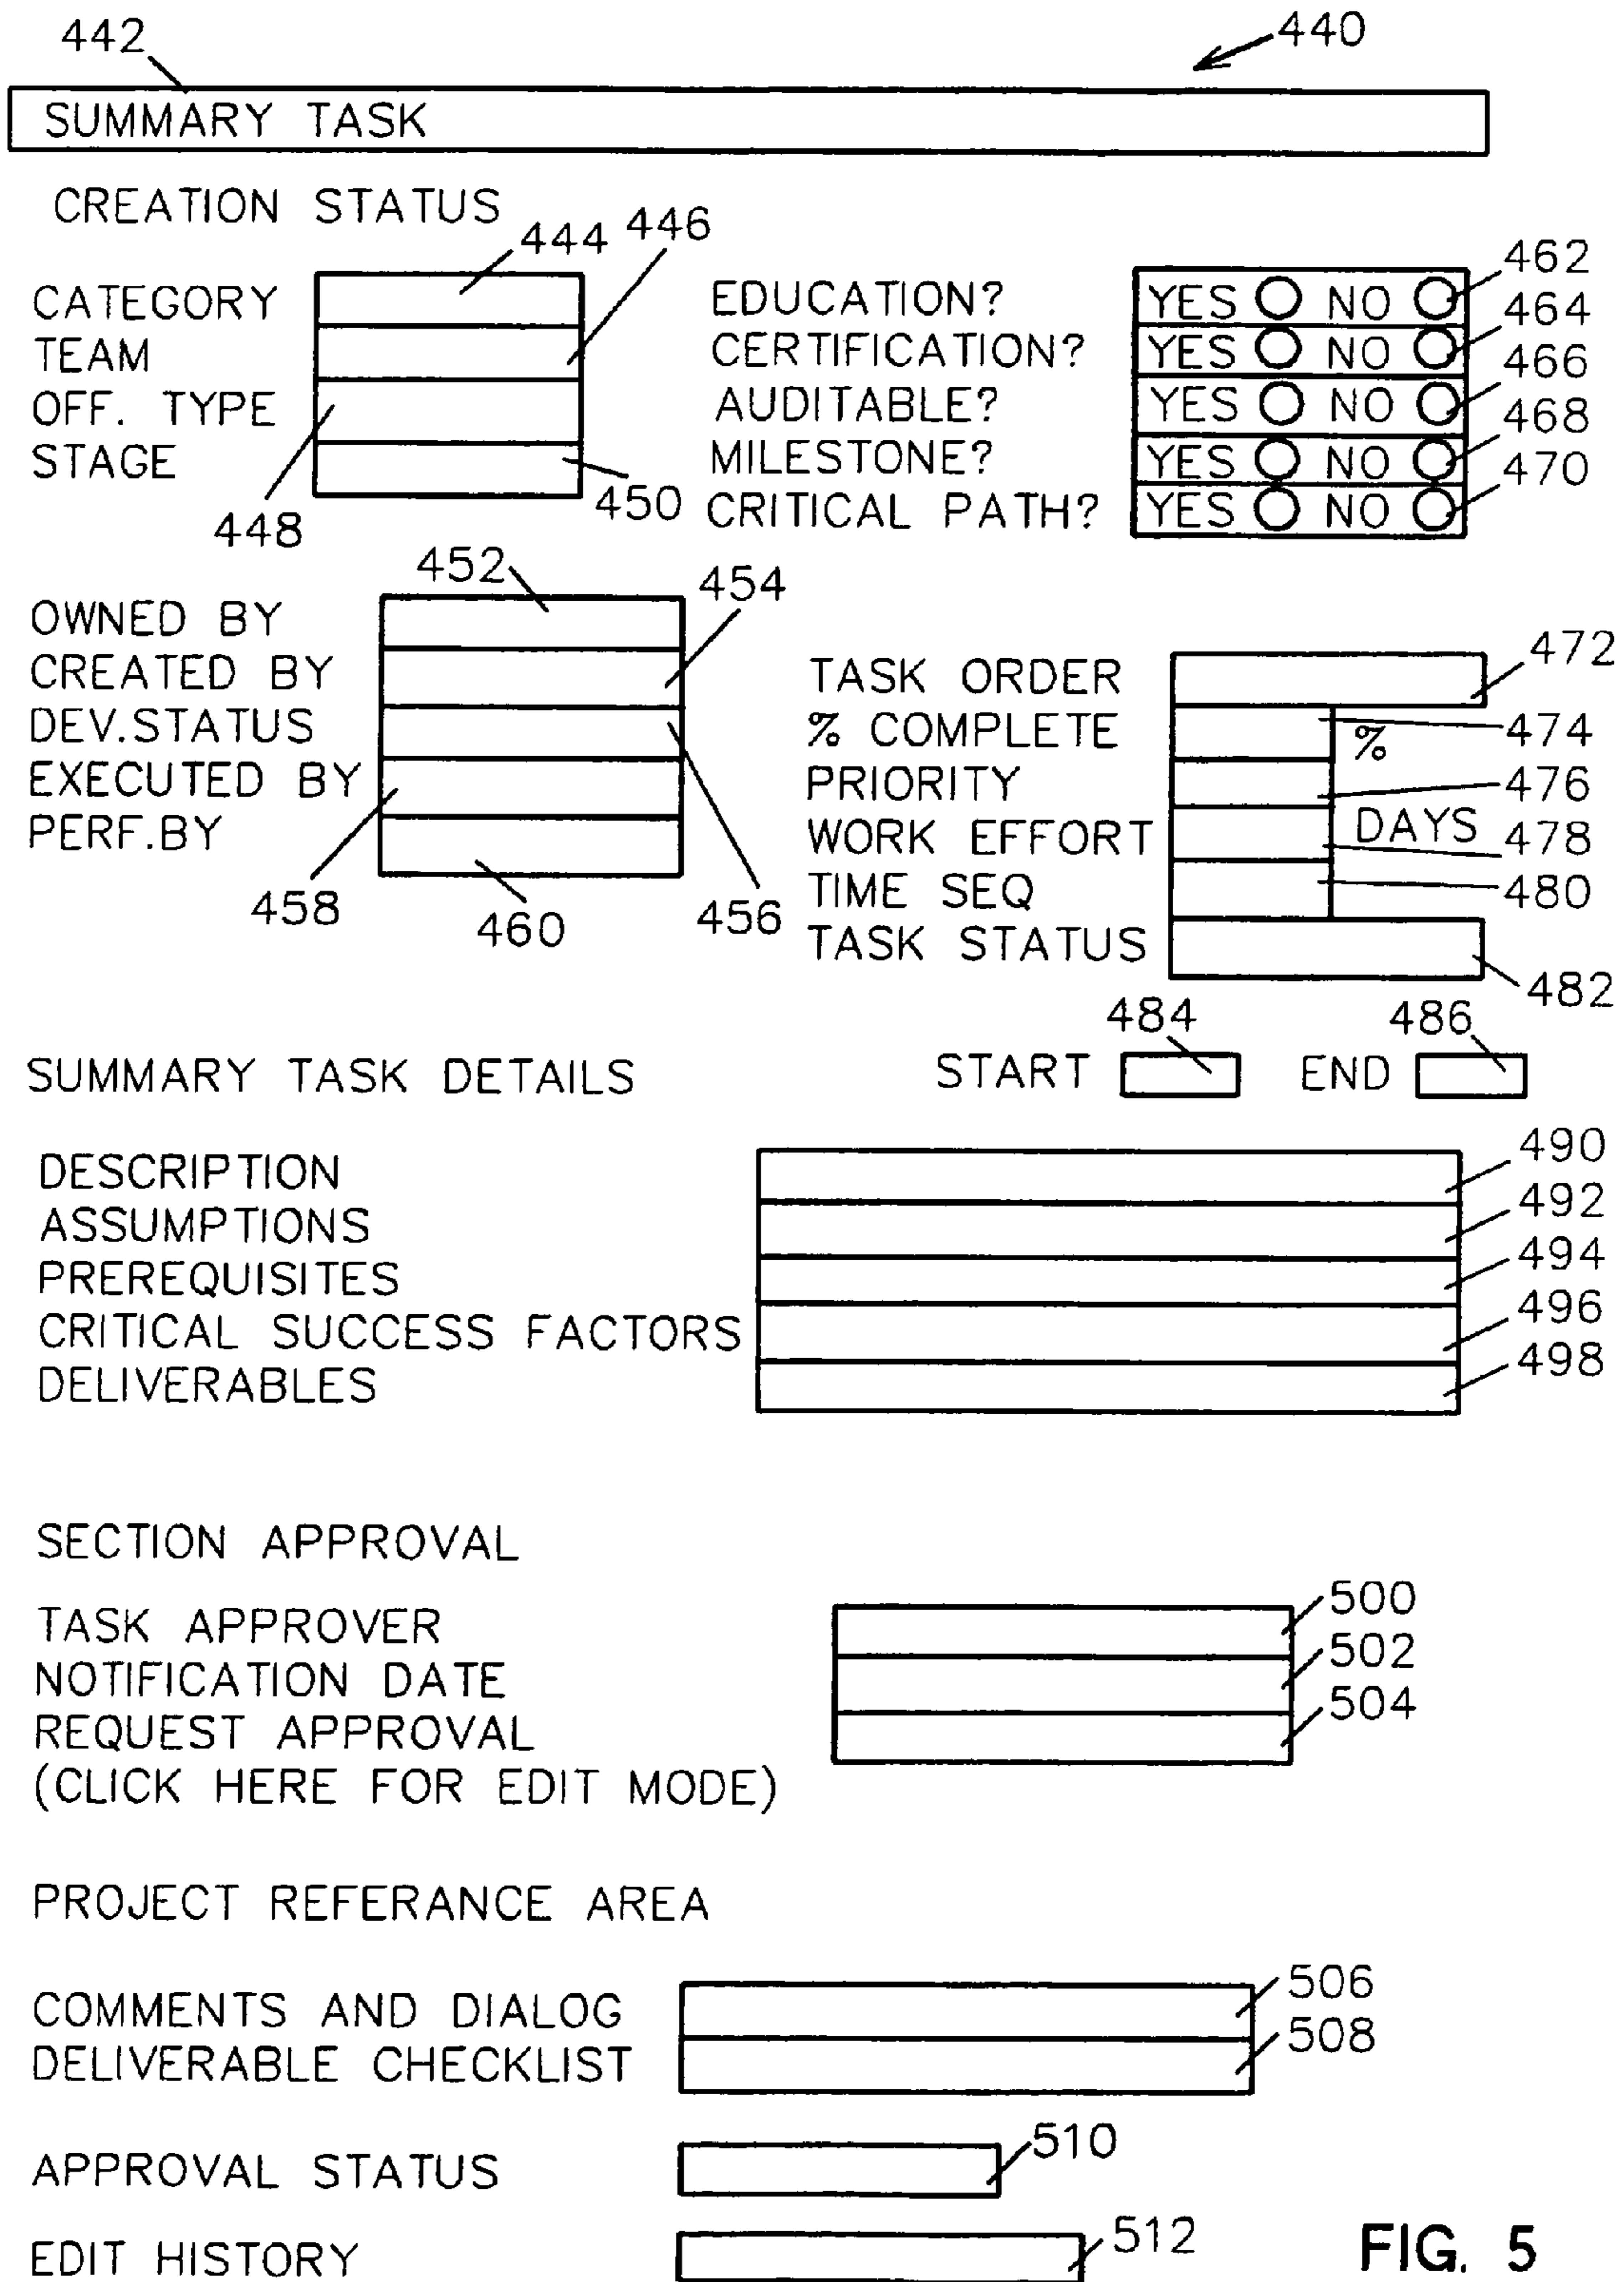 442
440
SUMMARY TASK
CREATION STATUS
444 446
CATEGORY
TEAM
OFF. TYPE
STAGE
448
450
EDUCATION? YES NO 462
CERTIFICATION? YES NO 464
AUDITABLE? YES NO 466
MILESTONE? YES NO 468
CRITICAL PATH? YES NO 470
452
454
OWNED BY
CREATED BY
DEV.STATUS
EXECUTED BY
PERF.BY
458
460
456
TASK ORDER 472
% COMPLETE % 474
PRIORITY 476
WORK EFFORT DAYS 478
TIME SEQ 480
TASK STATUS
482
484 486
SUMMARY TASK DETAILS START END
DESCRIPTION 490
ASSUMPTIONS 492
PREREQUISITES 494
CRITICAL SUCCESS FACTORS 496
DELIVERABLES 498
SECTION APPROVAL
TASK APPROVER 500
NOTIFICATION DATE 502
REQUEST APPROVAL 504
(CLICK HERE FOR EDIT MODE)
PROJECT REFERANCE AREA
COMMENTS AND DIALOG 506
DELIVERABLE CHECKLIST 508
APPROVAL STATUS 510
EDIT HISTORY 512
FIG. 5